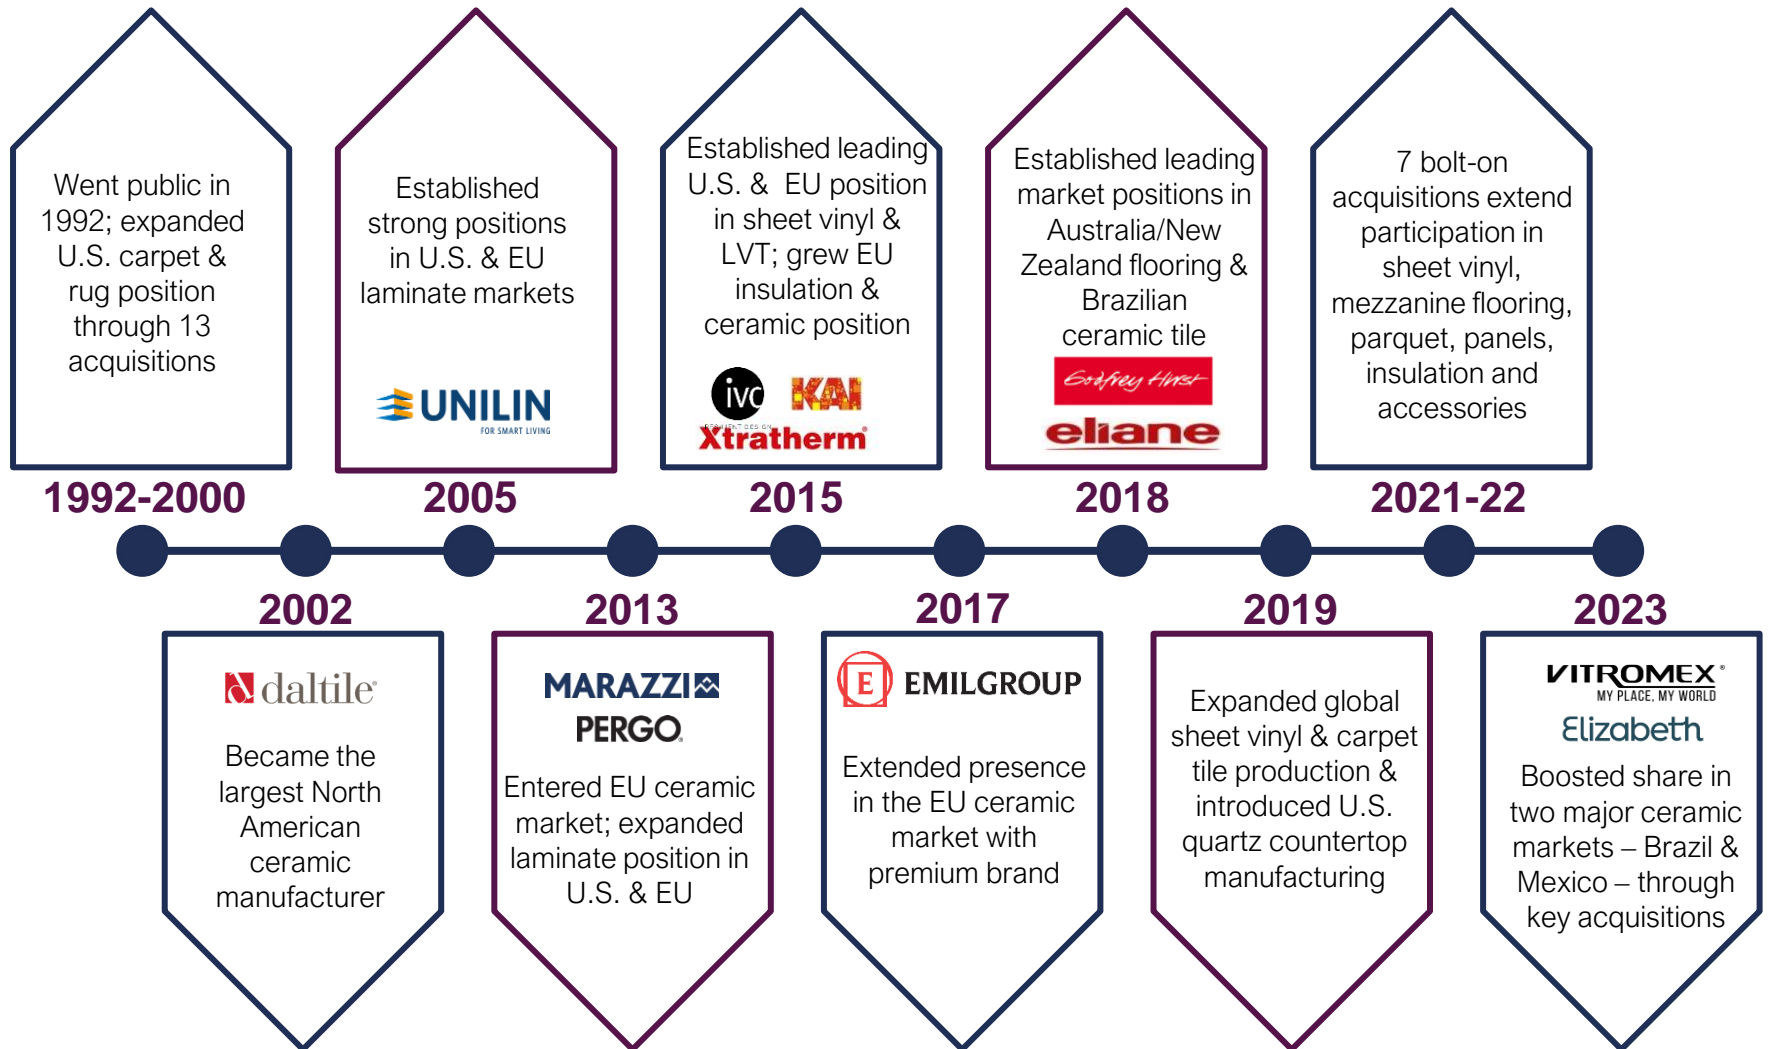 Went public in
1992; expanded
U.S. carpet &
rug position
through 13
acquisitions
1992-2000
Established
strong positions
in U.S. & EU
laminate markets
UNILIN
FOR SMART LIVING
2005
Established leading
U.S. & EU position
in sheet vinyl &
LVT; grew EU
insulation &
ceramic position
ivc
KAI
Xtratherm
2015
Established leading
market positions in
Australia/New
Zealand flooring &
Brazilian
ceramic tile
Godfrey Hirst
eliane
2018
7 bolt-on
acquisitions extend
participation in
sheet vinyl,
mezzanine flooring,
parquet, panels,
insulation and
accessories
2021-22
2002
daltile
Became the
largest North
American
ceramic
manufacturer
2013
MARAZZI
PERGO
Entered EU ceramic
market; expanded
laminate position in
U.S. & EU
2017
E EMILGROUP
Extended presence
in the EU ceramic
market with
premium brand
2019
Expanded global
sheet vinyl & carpet
tile production &
introduced U.S.
quartz countertop
manufacturing
2023
VITROMEX®
MY PLACE, MY WORLD
Elizabeth
Boosted share in
two major ceramic
markets – Brazil &
Mexico – through
key acquisitions